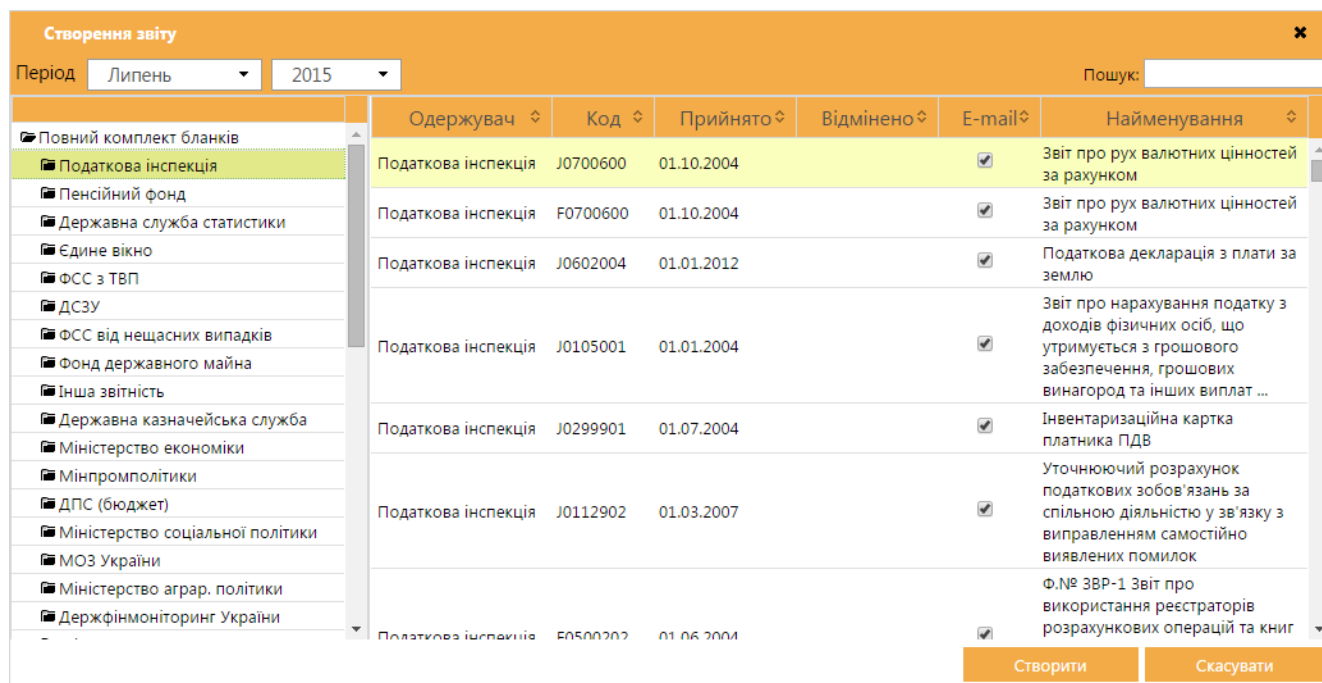 Створення звіту
Період Липень 2015 Пошук:
Повний комплект бланків
Податкова інспекція
Пенсійний фонд
Державна служба статистики
Єдине вікно
ФСС з ТВП
ДСЗУ
ФСС від нещасних випадків
Фонд державного майна
Інша звітність
Державна казначейська служба
Міністерство економіки
Мінпромполітики
ДПС (бюджет)
Міністерство соціальної політики
МОЗ України
Міністерство аграр. політики
Держфінмоніторинг України
Одержувач Код Прийнято Відмінено E-mail Найменування
Податкова інспекція J0700600 01.10.2004 Звіт про рух валютних цінностей
за рахунком
Податкова інспекція F0700600 01.10.2004 Звіт про рух валютних цінностей
за рахунком
Податкова інспекція J0602004 01.01.2012 Податкова декларація з плати за
землю
Податкова інспекція J0105001 01.01.2004 Звіт про нарахування податку з
доходів фізичних осіб, що
утримується з грошового
забезпечення, грошових
винагород та інших виплат ...
Податкова інспекція J0299901 01.07.2004 Інвентаризаційна картка
платника ПДВ
Податкова інспекція J0112902 01.03.2007 Уточнюючий розрахунок
податкових зобов'язань за
спільною діяльністю у зв'язку з
виправленням самостійно
виявлених помилок
Податкова інспекція F0500202 01.06.2004 Ф.№ ЗВР-1 Звіт про
використання реєстраторів
розрахункових операцій та книг
Створити Скасувати